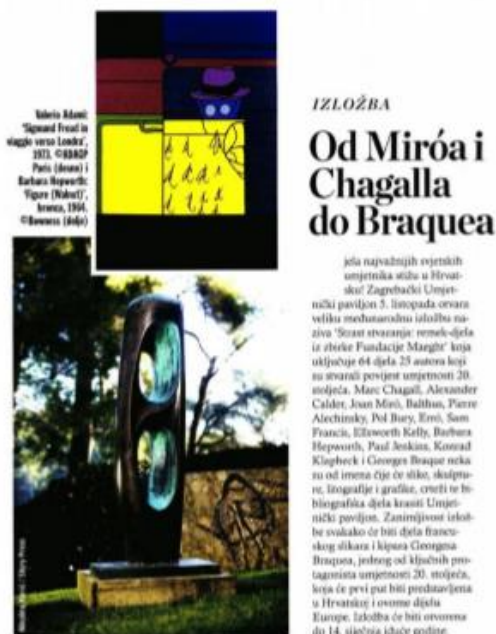 Valerio Adami:
'Sigmund Freud in
viaggio verso Londra',
1973. ©ADAGP
Paris (desno) i
Barbara Hepworth:
'Figure (Walnut)',
bronca, 1964.
©Bowness (dolje)
IZLOŽBA
Od Miróa i
Chagalla
do Braquea
jela najvažnijih svjetskih
umjetnika stižu u Hrvat-
sku! Zagrebački Umjet-
nički paviljon 5. listopada otvara
veliku međunarodnu izložbu na-
ziva 'Strast stvaranja: remek-djela
iz zbirke Fundacije Maeght' koja
uključuje 64 djela 25 autora koji
su stvarali povijest umjetnosti 20.
stoljeća. Marc Chagall, Alexander
Calder, Joan Miró, Balthus, Pierre
Alechinsky, Pol Bury, Erró, Sam
Francis, Ellsworth Kelly, Barbara
Hepworth, Paul Jenkins, Konrad
Klapheck i Georges Braque neka
su od imena čije će slike, skulptu-
re, litografije i grafike, crteži te bi-
bliografska djela krasiti Umjet-
nički paviljon. Zanimljivost izlož-
be svakako će biti djela francu-
skog slikara i kipara Georgesa
Braquea, jednog od ključnih pro-
tagonista umjetnosti 20. stoljeća,
koja će prvi put biti predstavljena
u Hrvatskoj i ovome dijelu
Europe. Izložba će biti otvorena
do 14. siječnja iduće godine.